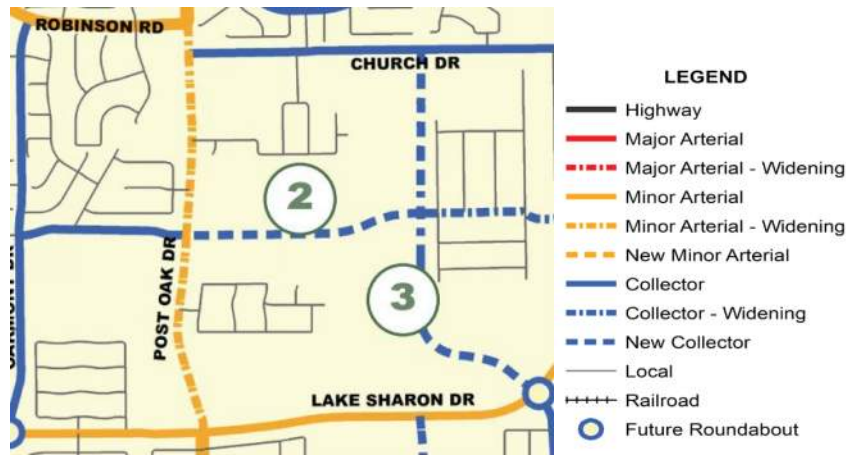 ROBINSON RD
CHURCH DR
2
POST OAK DR
3
LAKE SHARON DR
LEGEND
Highway
Major Arterial
Major Arterial - Widening
Minor Arterial
Minor Arterial - Widening
New Minor Arterial
Collector
Collector - Widening
New Collector
Local
Railroad
Future Roundabout